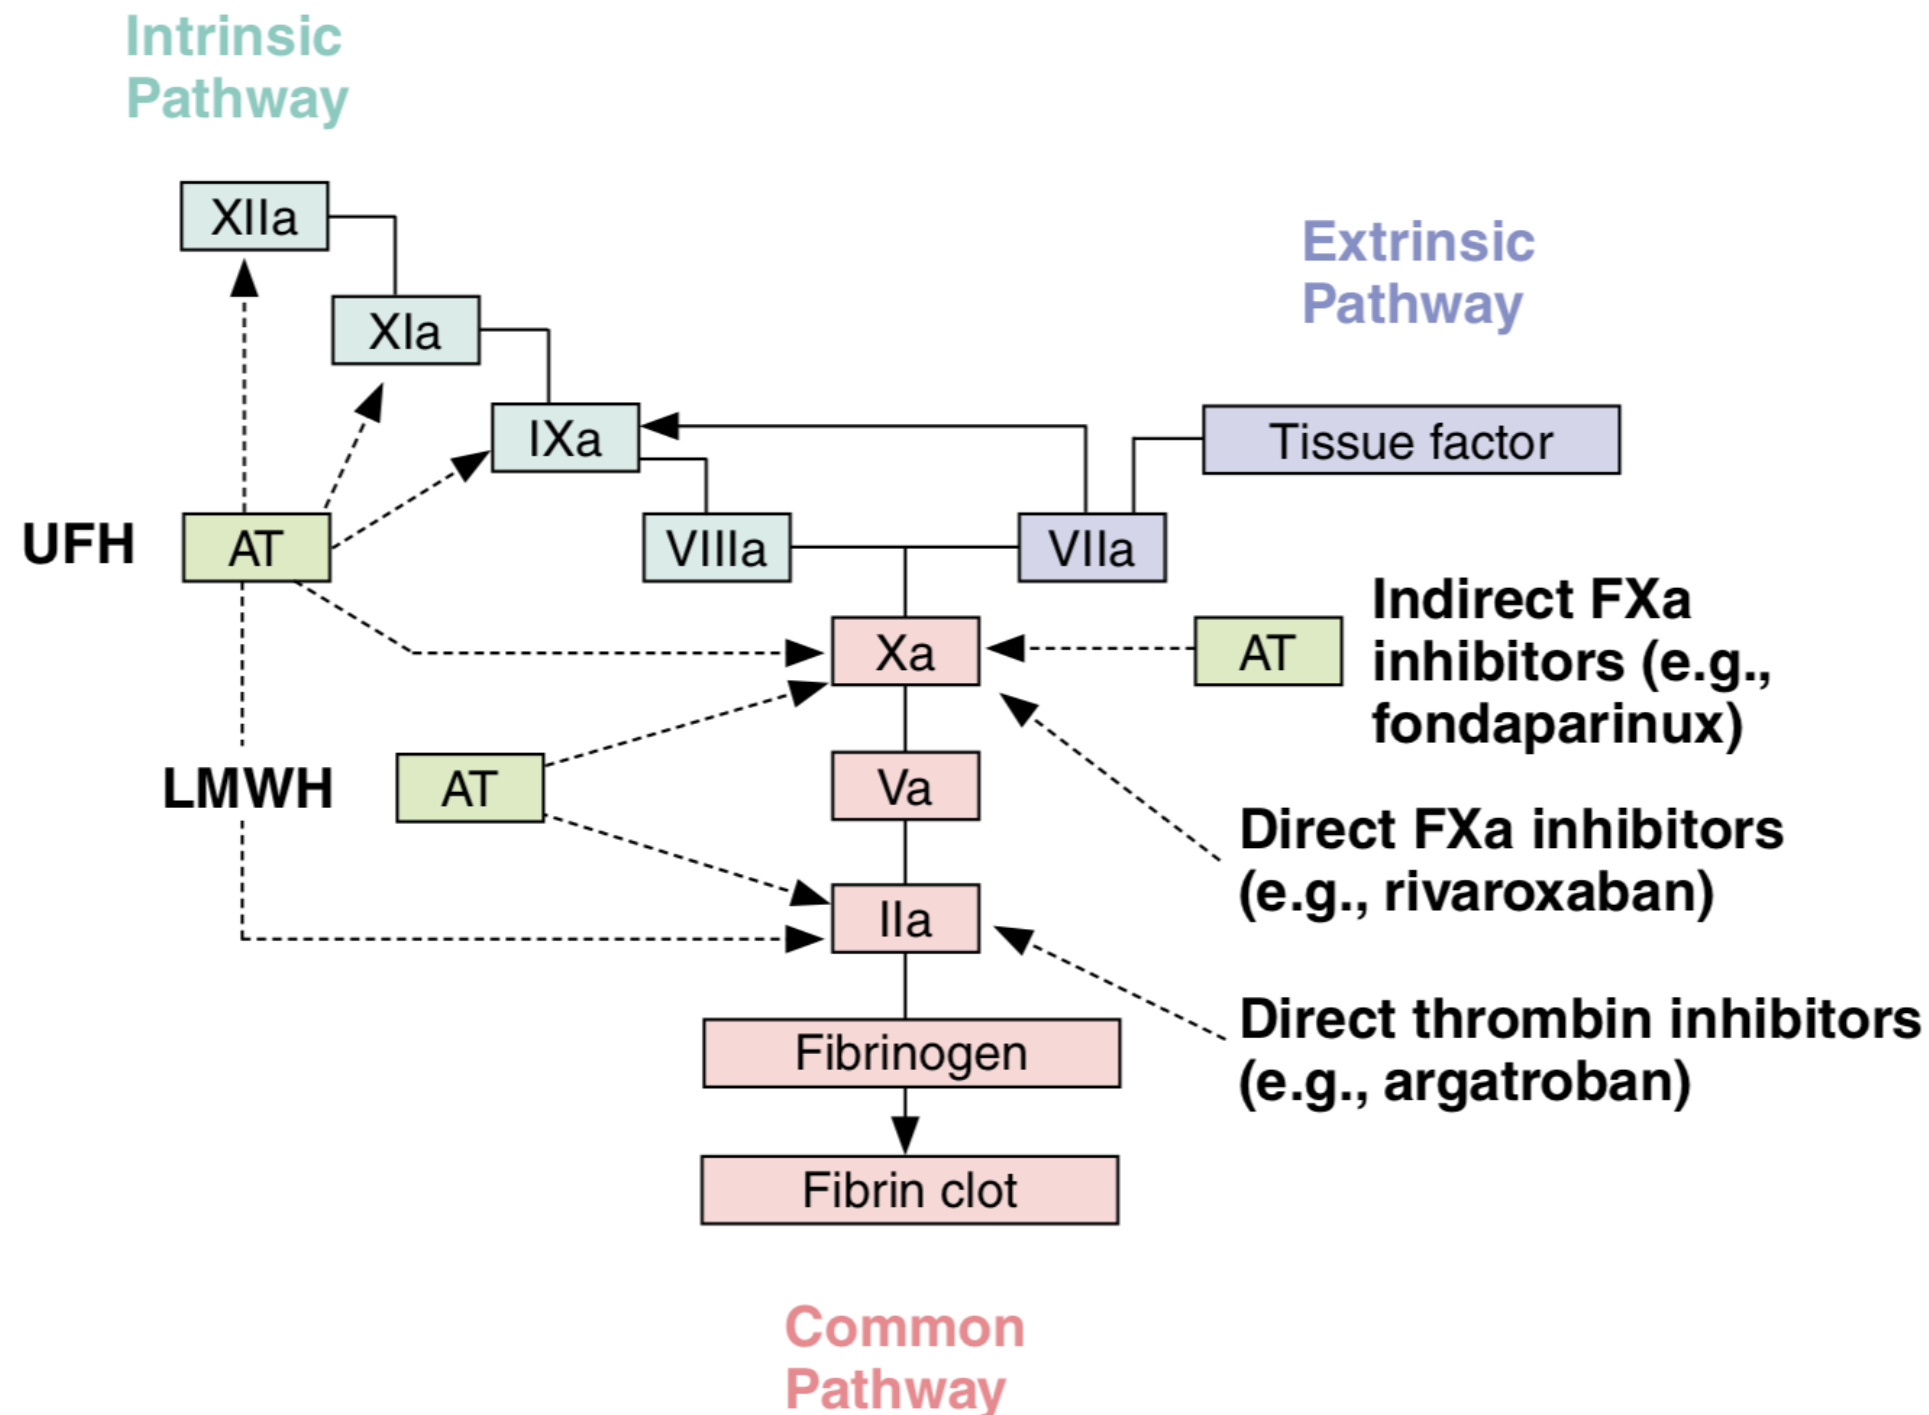 Intrinsic
Pathway
XIIa
Extrinsic
Pathway
XIa
IXa
Tissue factor
UFH
AT
VIIIa
VIIa
Xa
AT
Indirect FXa
inhibitors (e.g.,
fondaparinux)
LMWH
AT
Va
Direct FXa inhibitors
(e.g., rivaroxaban)
IIa
Direct thrombin inhibitors
(e.g., argatroban)
Fibrinogen
Fibrin clot
Common
Pathway